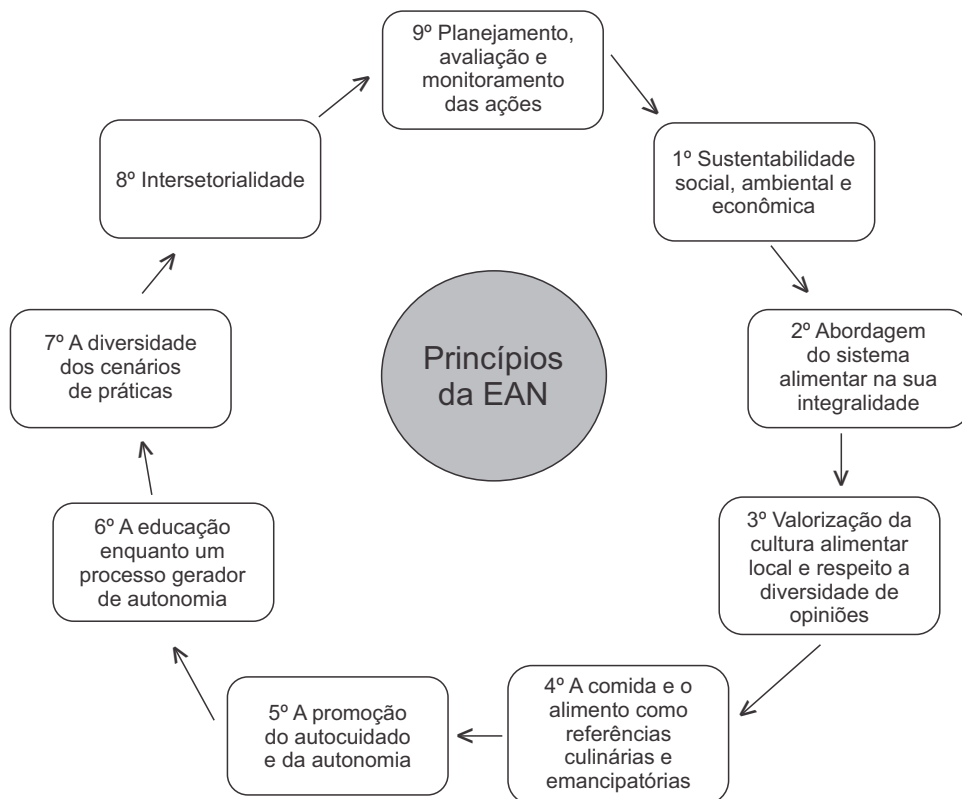 9º Planejamento,
avaliação e
monitoramento
das ações
1º Sustentabilidade
social, ambiental e
econômica
2º Abordagem
do sistema
alimentar na sua
integralidade
3º Valorização da
cultura alimentar
local e respeito a
diversidade de
opiniões
4º A comida e o
alimento como
referências
culinárias e
emancipatórias
5º A promoção
do autocuidado
e da autonomia
6º A educação
enquanto um
processo gerador
de autonomia
7º A diversidade
dos cenários
de práticas
8º Intersetorialidade
Princípios
da EAN